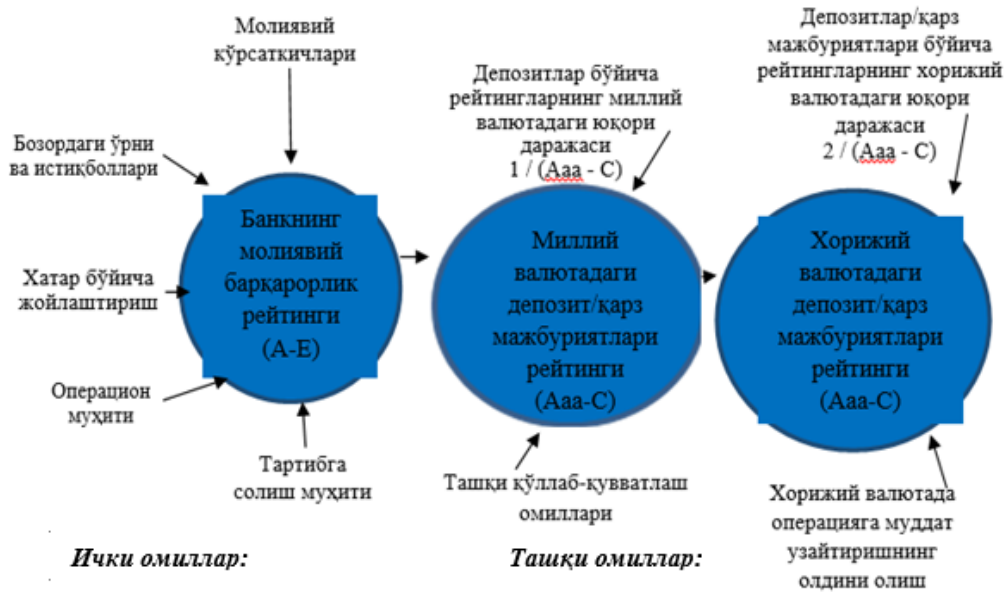 Молиявий
кўрсаткичлари
Бозордаги ўрни
ва истиқболлари
Хатар бўйича
жойлаштириш
Операцион
муҳити
Тартибга
солиш муҳити
Банкнинг
молиявий
барқарорлик
рейтинги
(А-Е)
Депозитлар бўйича
рейтингларнинг миллий
валютадаги юқори
даражаси
1 / (Ааа - С)
Миллий
валютадаги
депозит/қарз
мажбуриятлари
рейтинги
(Ааа-С)
Ташқи қўллаб-қувватлаш
омиллари
Депозитлар/қарз
мажбуриятлари бўйича
рейтингларнинг хорижий
валютадаги юқори
даражаси
2 / (Ааа - С)
Хорижий
валютадаги
депозит/қарз
мажбуриятлари
рейтинги
(Ааа-С)
Хорижий валютада
операцияга муддат
узайтиришнинг
олдини олиш
Ички омиллар:
Ташқи омиллар: